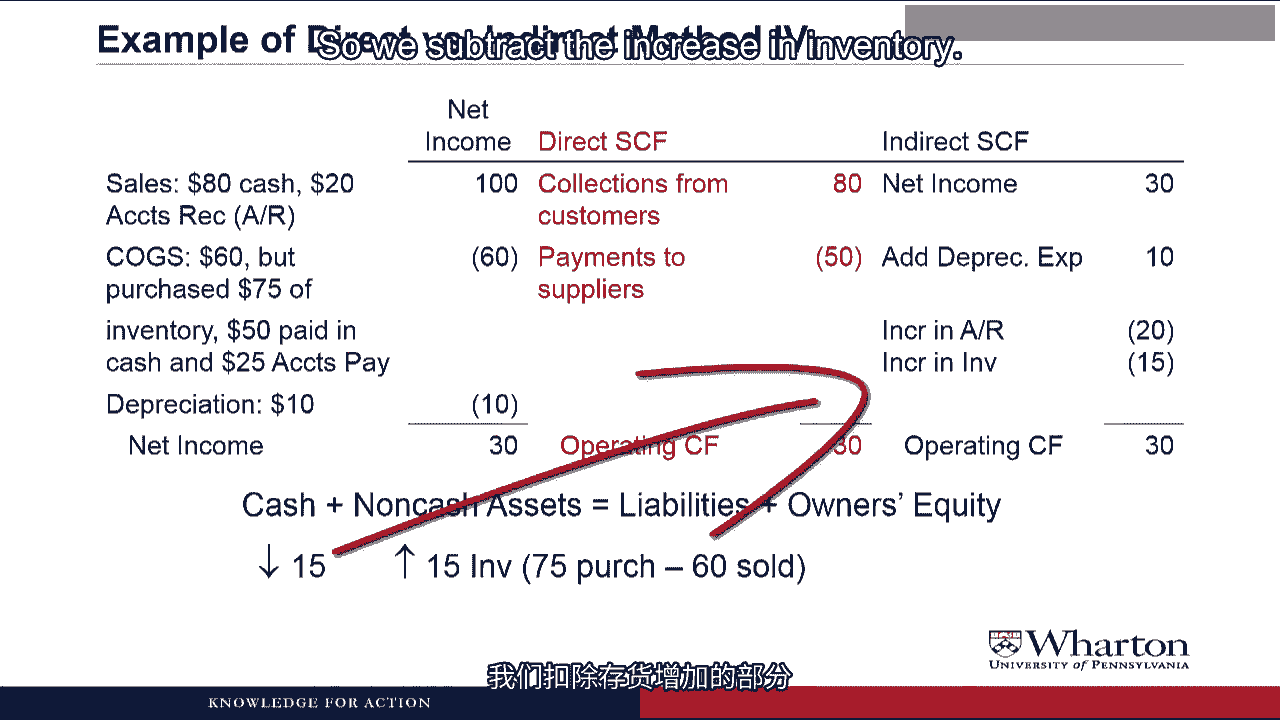 Example of Direct vs. Indirect Method IV
So we subtract the increase in inventory.
Net
Income Direct SCF Indirect SCF
Sales: $80 cash, $20 100 Collections from 80 Net Income 30
Accts Rec (A/R) customers
COGS: $60, but (60) Payments to (50) Add Deprec. Exp 10
purchased $75 of suppliers
inventory, $50 paid in Incr in A/R (20)
cash and $25 Accts Pay Incr in Inv (15)
Depreciation: $10 (10)
Net Income 30 Operating CF 30 Operating CF 30
Cash + Noncash Assets = Liabilities + Owners’ Equity
↓ 15 ↑ 15 Inv (75 purch – 60 sold)
Wharton
UNIVERSITY of PENNSYLVANIA
我们扣除存货增加的部分
KNOWLEDGE FOR ACTION